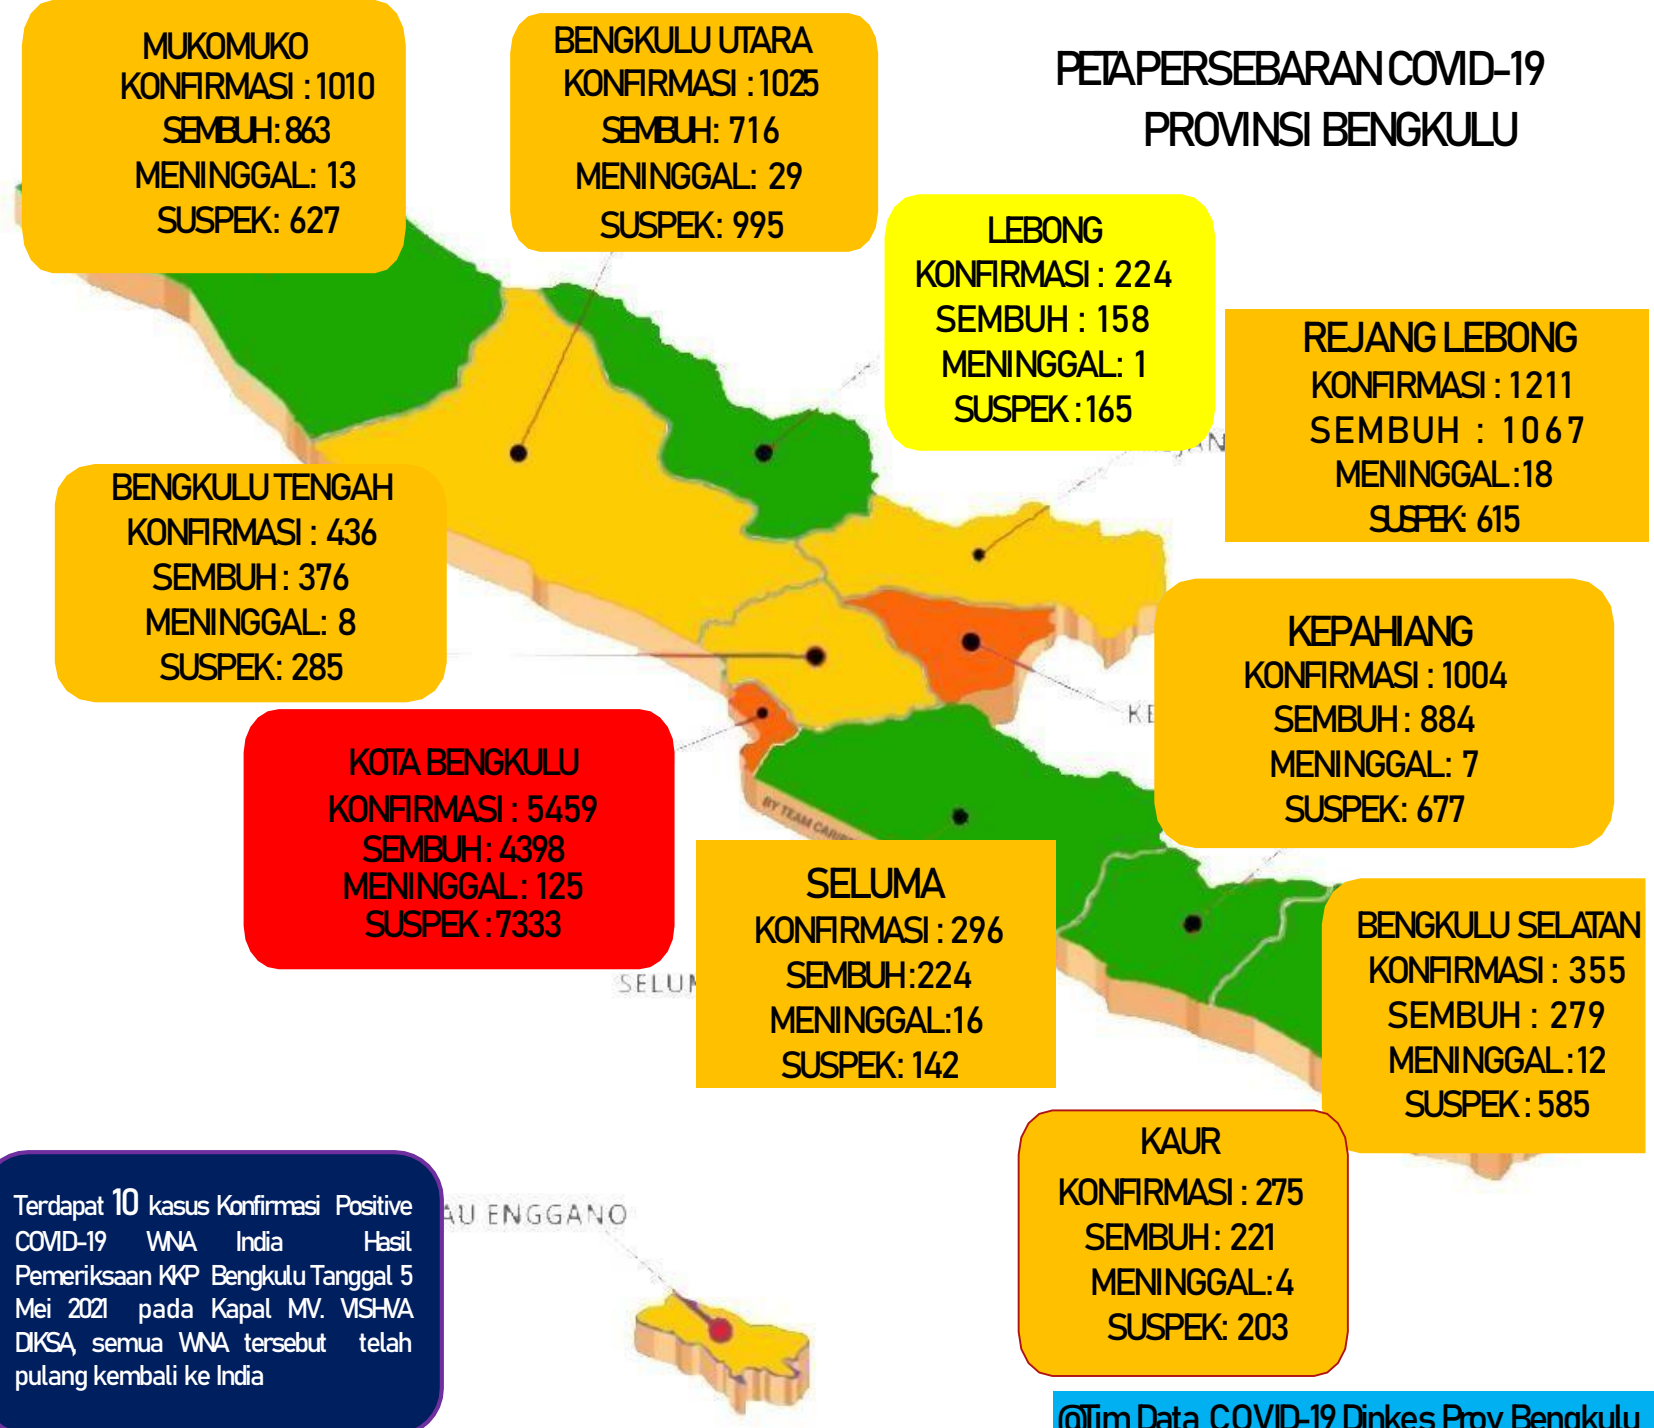 PETA PERSEBARAN COVID-19
PROVINSI BENGKULU
MUKOMUKO
KONFIRMASI : 1010
SEMBUH: 863
MENINGGAL: 13
SUSPEK: 627
BENGKULU UTARA
KONFIRMASI : 1025
SEMBUH: 716
MENINGGAL: 29
SUSPEK: 995
LEBONG
KONFIRMASI : 224
SEMBUH : 158
MENINGGAL: 1
SUSPEK :165
REJANG LEBONG
KONFIRMASI : 1211
SEMBUH : 1067
MENINGGAL :18
SUSPEK: 615
BENGKULU TENGAH
KONFIRMASI : 436
SEMBUH : 376
MENINGGAL: 8
SUSPEK: 285
KEPAHIANG
KONFIRMASI : 1004
SEMBUH : 884
MENINGGAL: 7
SUSPEK: 677
KOTA BENGKULU
KONFIRMASI : 5459
SEMBUH : 4398
MENINGGAL : 125
SUSPEK :7333
BY TEAM
SELUMA
KONFIRMASI : 296
SEMBUH:224
MENINGGAL:16
SUSPEK: 142
BENGKULU SELATAN
KONFIRMASI : 355
SEMBUH : 279
MENINGGAL:12
SUSPEK : 585
KAUR
KONFIRMASI : 275
SEMBUH : 221
MENINGGAL: 4
SUSPEK: 203
Terdapat 10 kasus Konfirmasi Positive
COVID-19 WNA India Hasil
Pemeriksaan KKP Bengkulu Tanggal 5
Mei 2021 pada Kapal MV. VISHVA
DIKSA, semua WNA tersebut telah
pulang kembali ke India
AU ENGGANO
@Tim Data COVID-19 Dinkes Prov Bengkulu